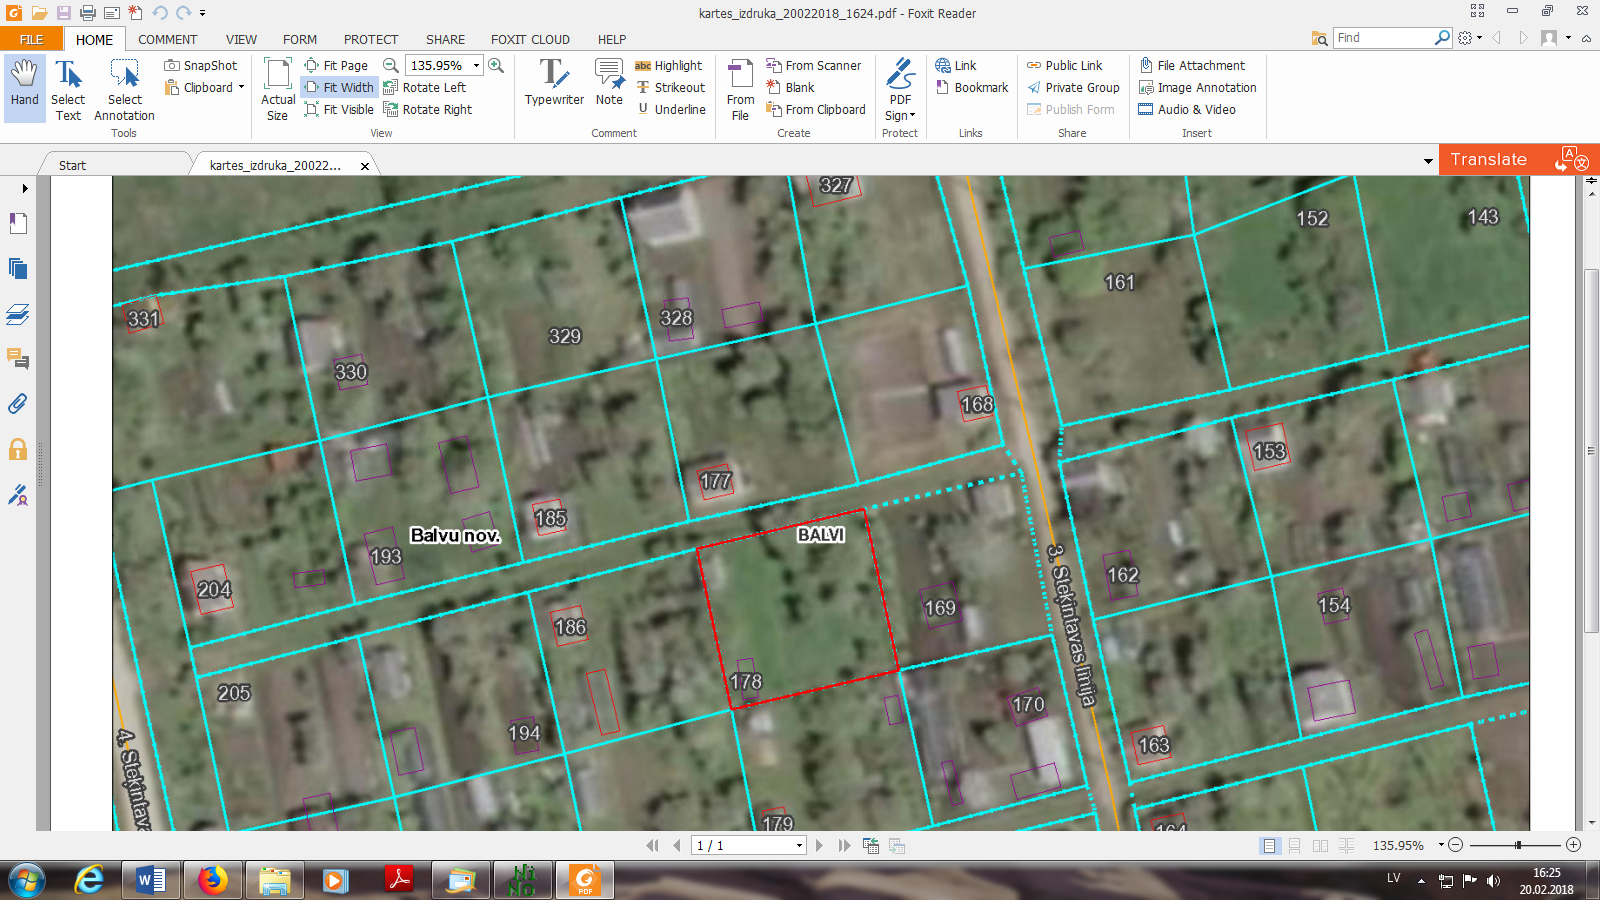 kartes_izdruka_20022018_1624.pdf - Foxit Reader
FILE HOME COMMENT VIEW FORM PROTECT SHARE FOXIT CLOUD HELP
Find
Hand
Select Text
Select Annotation
SnapShot
Clipboard
Tools
Actual Size
Fit Page
Fit Width
Fit Visible
135.95%
Rotate Left
Rotate Right
View
Typewriter
Note
Highlight
Strikeout
Underline
Comment
From File
From Scanner
Blank
From Clipboard
Create
PDF Sign
Protect
Link
Bookmark
Links
Public Link
Private Group
Publish Form
Share
File Attachment
Image Annotation
Audio & Video
Insert
Start
kartes_izdruka_20022...
Translate
327
152
143
161
331
328
329
330
168
153
177
185
Balvu nov.
BALVI
193
204
162
3. Steķintavas līnija
154
169
186
178
205
170
194
163
4. Steķintava
179
164
1 / 1
135.95%
LV
16:25
20.02.2018